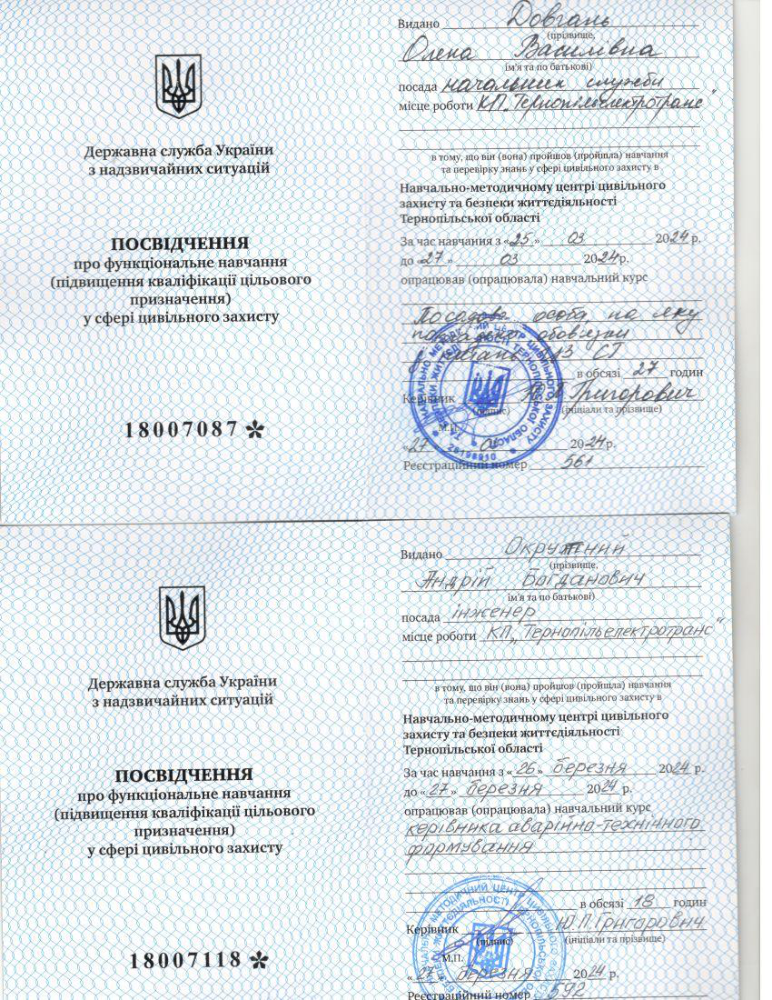 Державна служба України
з надзвичайних ситуацій
ПОСВІДЧЕННЯ
про функціональне навчання
(підвищення кваліфікації цільового
призначення)
у сфері цивільного захисту
18007087
Видано Довгань
(прізвище,
Олена Василівна
ім'я та по батькові)
посада начальник служби
місце роботи КП „Тернопільелектротранс"
в тому, що він (вона) пройшов (пройшла) навчання
та перевірку знань у сфері цивільного захисту в
Навчально-методичному центрі цивільного
захисту та безпеки життєдіяльності
Тернопільської області
За час навчання з «25» 03 2024 р.
до «27» 03 2024 р.
опрацював (опрацювала) навчальний курс
Посадова особа, на яку
покладено обов'язки
з питань ЦЗ СГ
в обсязі 27 годин
Керівник Григорович
(підпис) (ініціали та прізвище)
М.П.
«27» 2024 р.
Реєстраційний номер 561
Державна служба України
з надзвичайних ситуацій
ПОСВІДЧЕННЯ
про функціональне навчання
(підвищення кваліфікації цільового
призначення)
у сфері цивільного захисту
18007118
Видано Окружний
(прізвище,
Андрій Богданович
ім'я та по батькові)
посада інженер
місце роботи КП „Тернопільелектротранс"
в тому, що він (вона) пройшов (пройшла) навчання
та перевірку знань у сфері цивільного захисту в
Навчально-методичному центрі цивільного
захисту та безпеки життєдіяльності
Тернопільської області
За час навчання з «26» березня 2024 р.
до «27» березня 2024 р.
опрацював (опрацювала) навчальний курс
керівника аварійно-технічного
формування
в обсязі 18 годин
Керівник Ю.П.Григорович
(підпис) (ініціали та прізвище)
М.П.
«27» березня 2024 р.
Реєстраційний номер 592